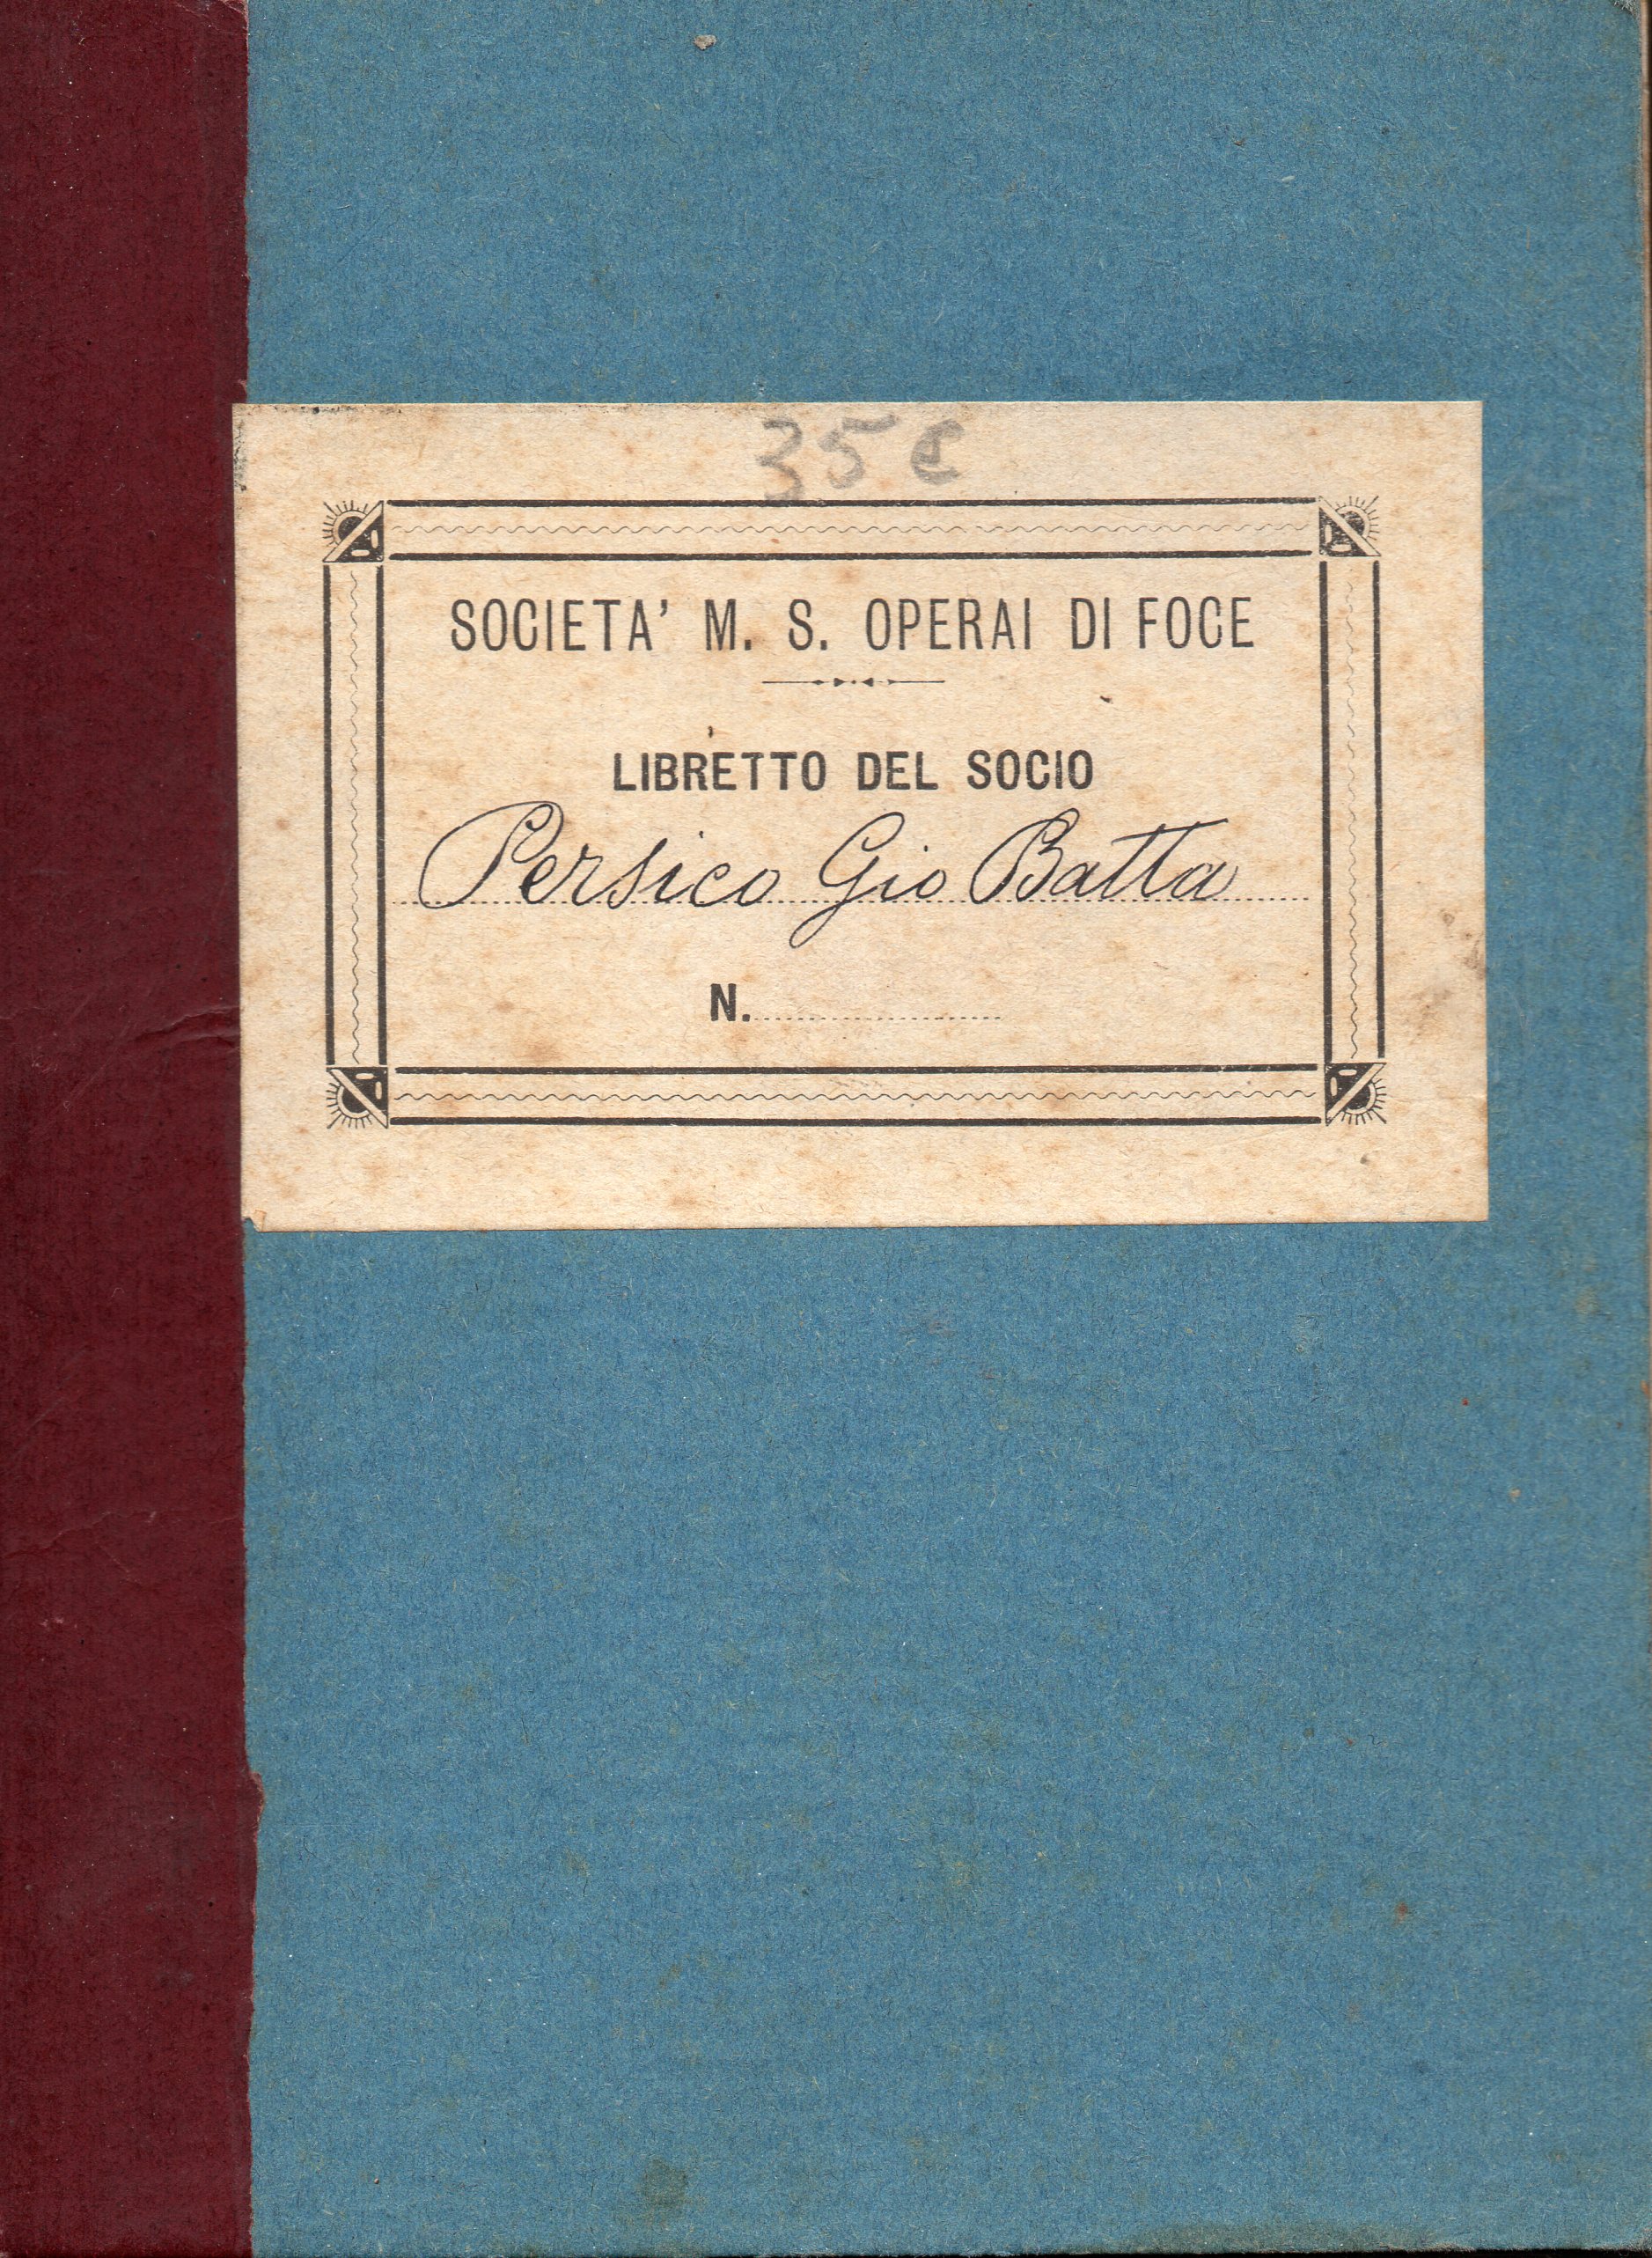 35 €
SOCIETA' M. S. OPERAI DI FOCE
LIBRETTO DEL SOCIO
Persico Gio Batta
N.